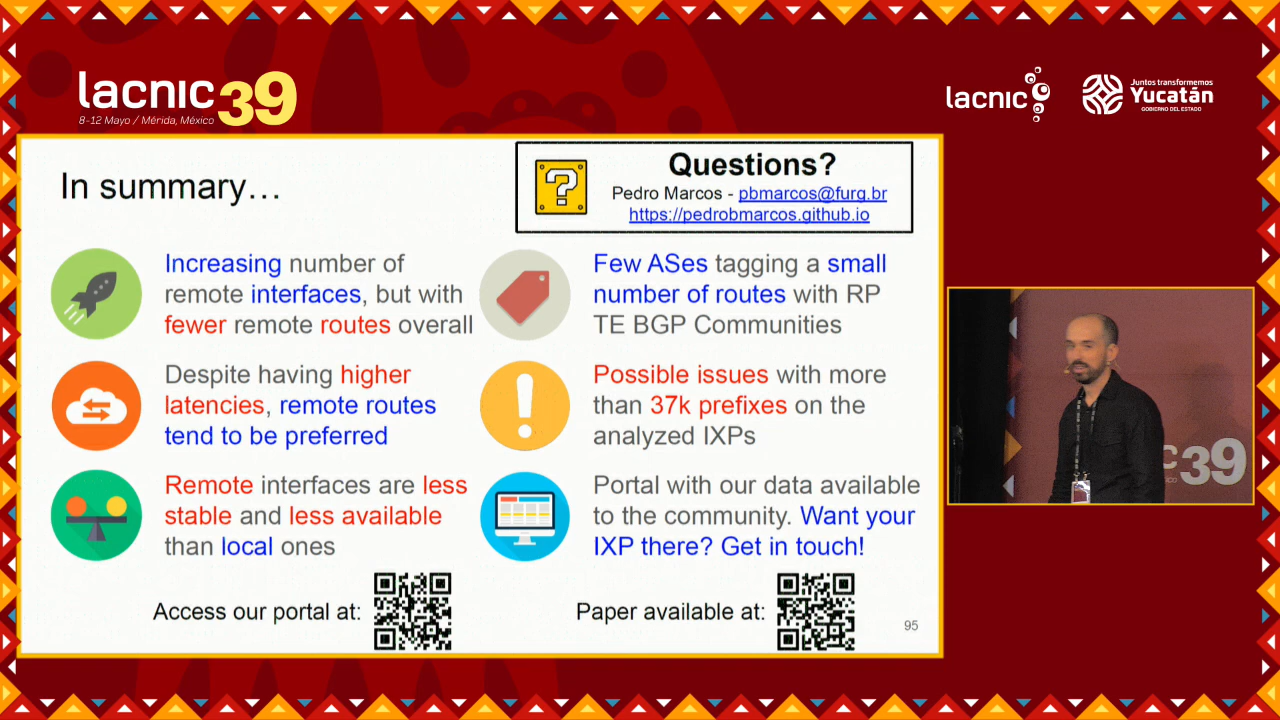 lacnic 39
8-12 Mayo / Mérida, México
lacnic
Juntos transformemos
Yucatán
GOBIERNO DEL ESTADO
In summary…
Questions?
Pedro Marcos - pbmarcos@furg.br
https://pedrobmarcos.github.io
Increasing number of
remote interfaces, but with
fewer remote routes overall
Despite having higher
latencies, remote routes
tend to be preferred
Remote interfaces are less
stable and less available
than local ones
Few ASes tagging a small
number of routes with RP
TE BGP Communities
Possible issues with more
than 37k prefixes on the
analyzed IXPs
Portal with our data available
to the community. Want your
IXP there? Get in touch!
Access our portal at:
Paper available at:
95
C39